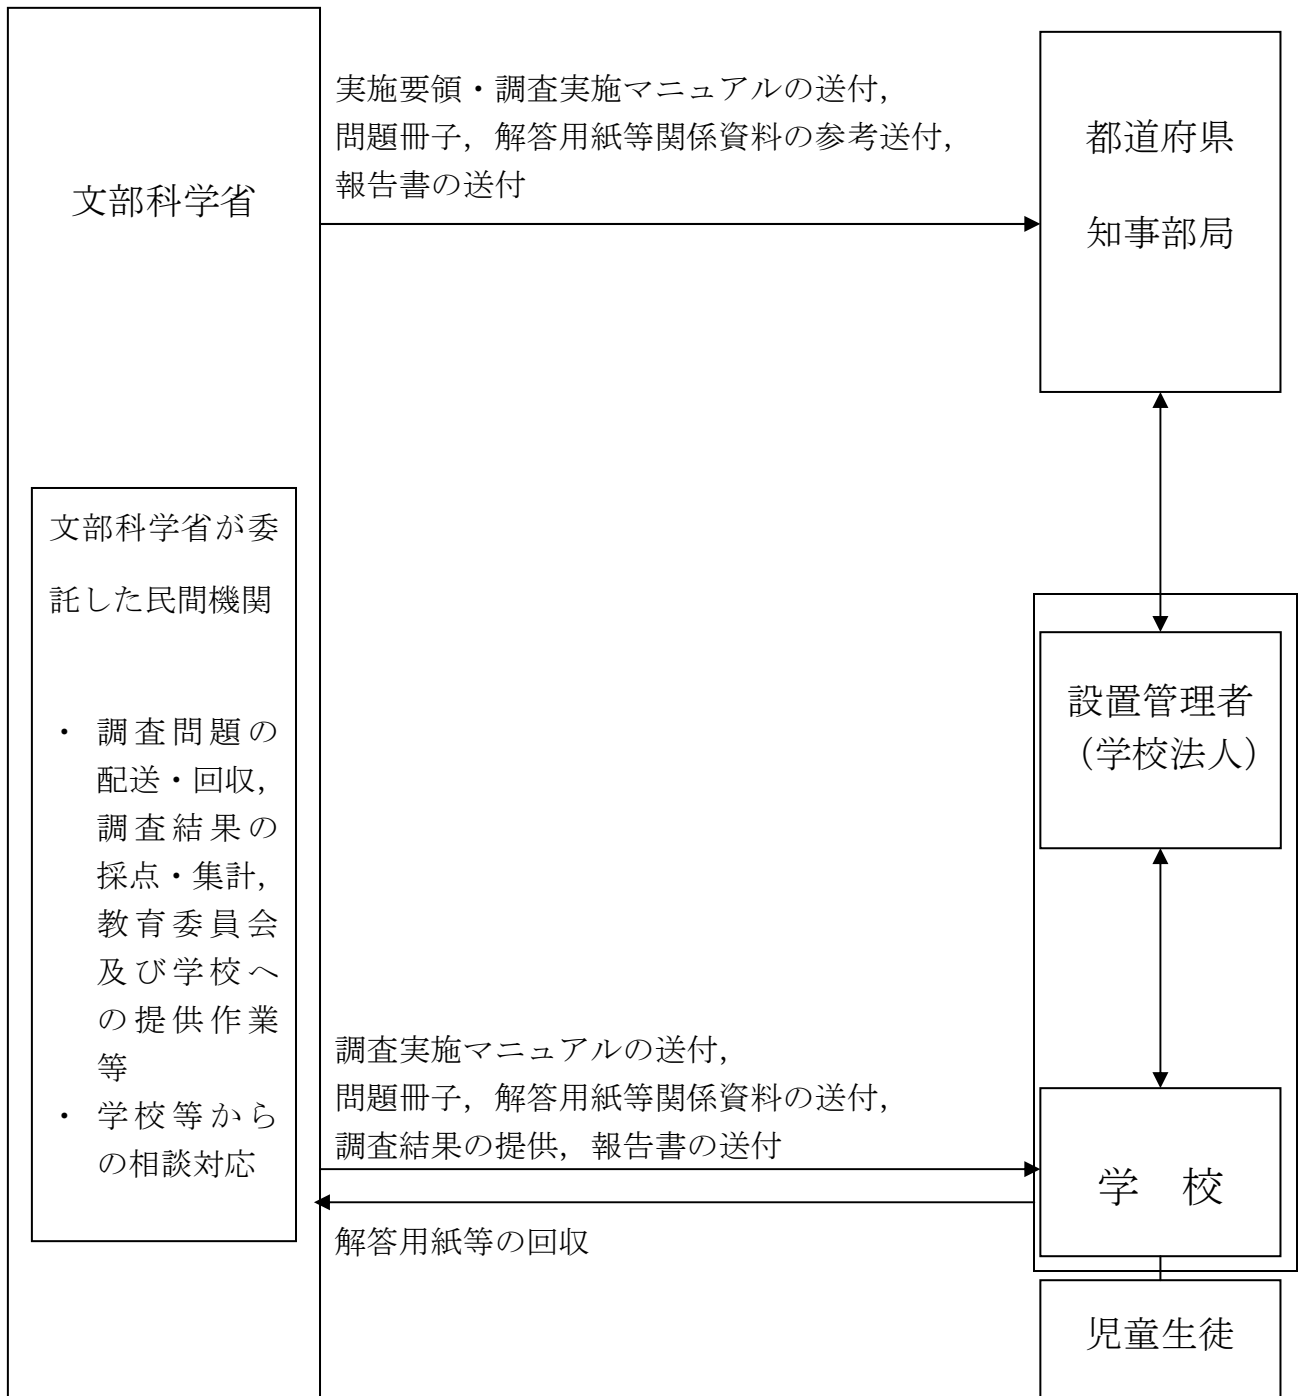 文部科学省
実施要領・調査実施マニュアルの送付，
問題冊子，解答用紙等関係資料の参考送付，
報告書の送付
都道府県
知事部局
文部科学省が委
託した民間機関
・ 調査問題の
配送・回収，
調査結果の
採点・集計，
教育委員会
及び学校へ
の提供作業
等
・ 学校等から
の相談対応
設置管理者
（学校法人）
調査実施マニュアルの送付，
問題冊子，解答用紙等関係資料の送付，
調査結果の提供，報告書の送付
解答用紙等の回収
学　校
児童生徒